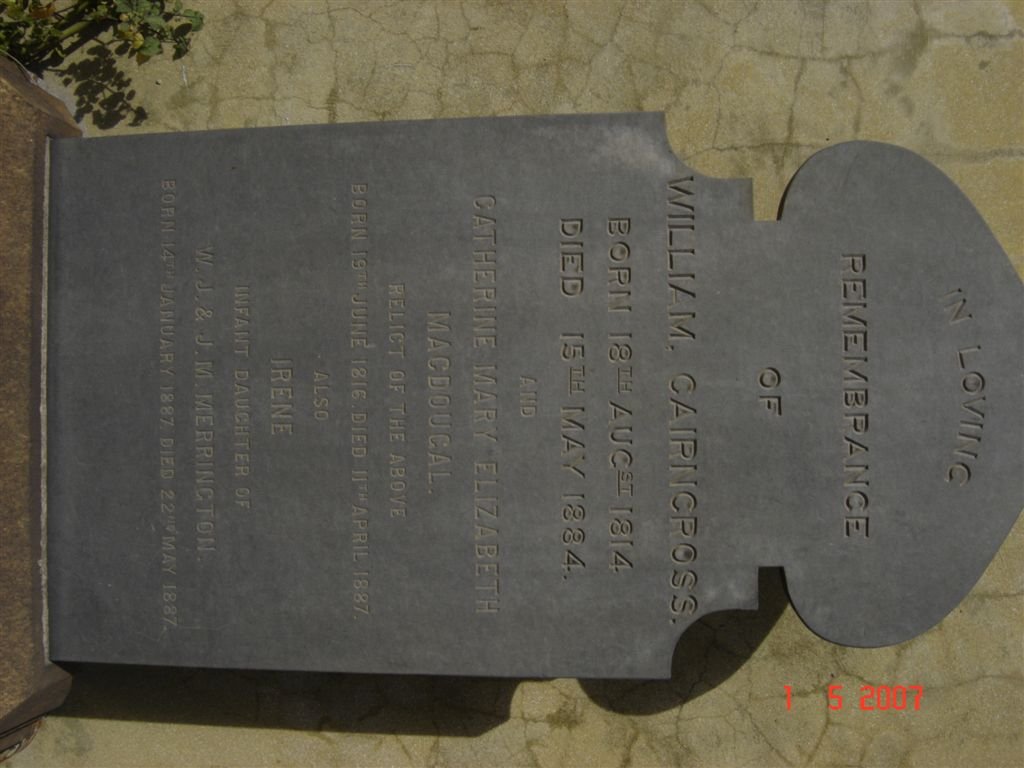 IN LOVING
REMEMBRANCE
OF
WILLIAM, CAIRNCROSS.
BORN 18TH AUGST 1814
DIED 15TH MAY 1884.
AND
CATHERINE MARY ELIZABETH
MACDOUGAL.
RELICT OF THE ABOVE
BORN 19TH JUNE 1816, DIED 11TH APRIL 1887.
ALSO
IRENE
INFANT DAUGHTER OF
W. J. & J. M. MERRINGTON.
BORN 14TH JANUARY 1887, DIED 22ND MAY 1887.
1 5 2007